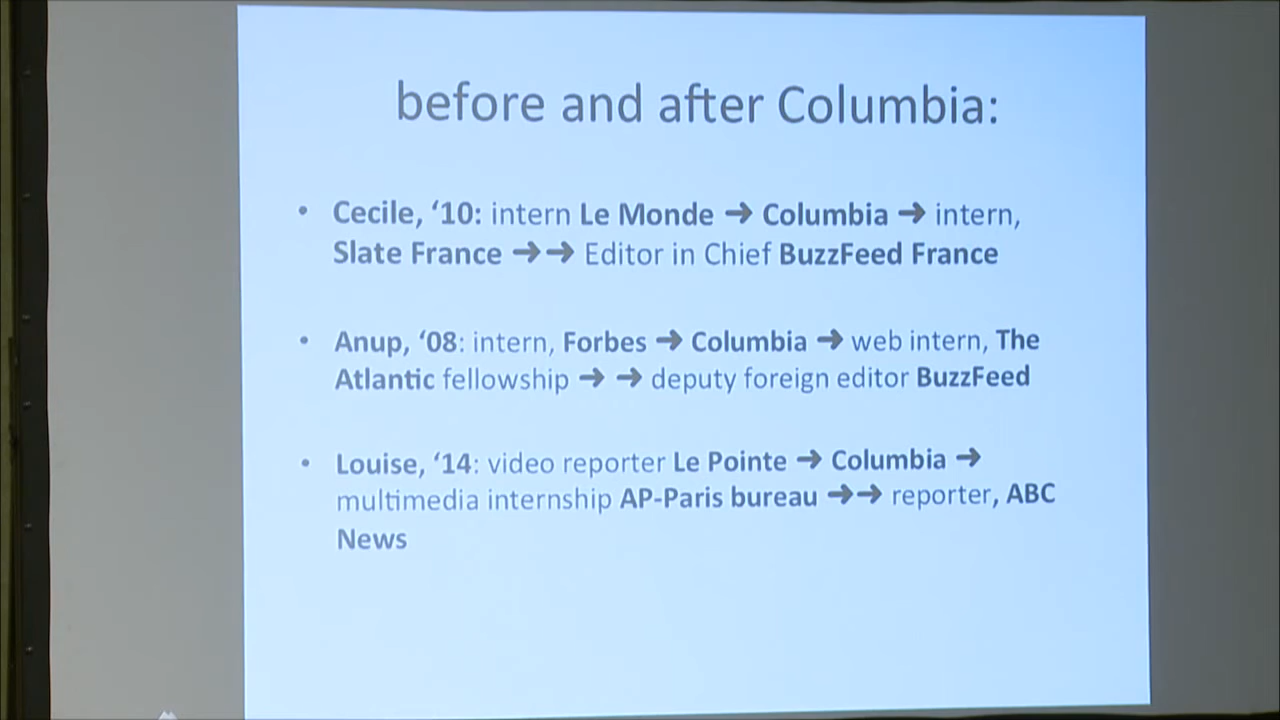 before and after Columbia:
• Cecile, ‘10: intern Le Monde ➔ Columbia ➔ intern,
Slate France ➔➔ Editor in Chief BuzzFeed France
• Anup, ‘08: intern, Forbes ➔ Columbia ➔ web intern, The
Atlantic fellowship ➔ ➔ deputy foreign editor BuzzFeed
• Louise, ‘14: video reporter Le Pointe ➔ Columbia ➔
multimedia internship AP-Paris bureau ➔➔ reporter, ABC
News